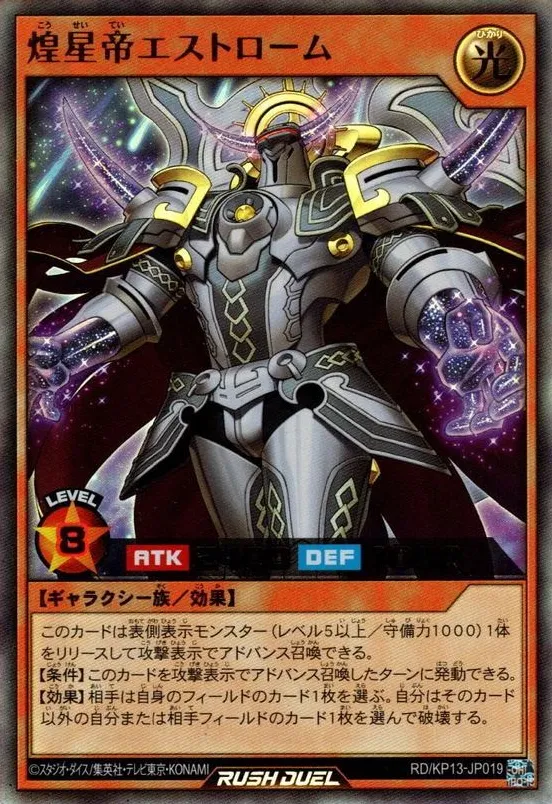 煌星帝エストローム
光
LEVEL
8
ATK DEF
【ギャラクシー族／効果】
このカードは表側表示モンスター(レベル5以上／守備力1000)1体
をリリースして攻撃表示でアドバンス召喚できる。
【条件】このカードを攻撃表示でアドバンス召喚したターンに発動できる。
【効果】相手は自身のフィールドのカード1枚を選ぶ。自分はそのカード
以外の自分または相手フィールドのカード1枚を選んで破壊する。
©スタジオ・ダイス/集英社・テレビ東京・KONAMI
RUSH DUEL
RD/KP13-JP019